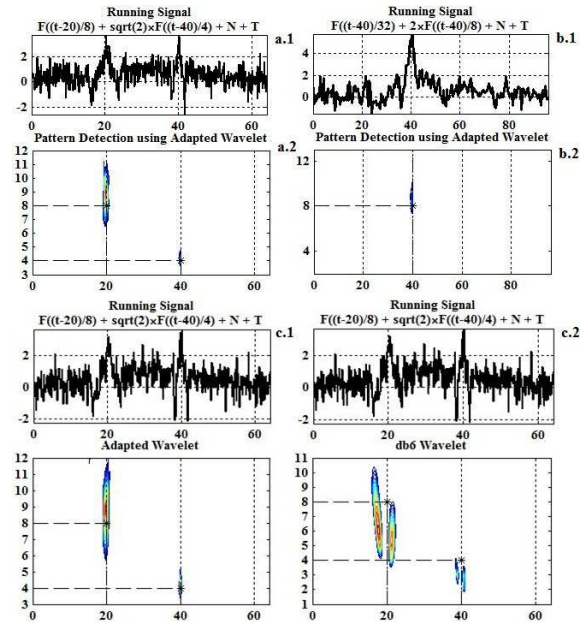 Running Signal
F((t-20)/8) + sqrt(2)×F((t-40)/4) + N + T
a.1
2
0
-2
0 20 40 60
Pattern Detection using Adapted Wavelet
a.2
12
11
10
9
8
7
6
5
4
3
0 20 40 60
Running Signal
F((t-40)/32) + 2×F(t-40)/8) + N + T
b.1
6
4
2
0
0 20 40 60 80
Pattern Detection using Adapted Wavelet
b.2
12
10
8
6
4
2
0 20 40 60 80
Running Signal
F((t-20)/8) + sqrt(2)×F((t-40)/4) + N + T
c.1
2
0
-2
0 20 40 60
Adapted Wavelet
12
11
10
9
8
7
6
5
4
3
0 20 40 60
Running Signal
F((t-20)/8) + sqrt(2)×F((t-40)/4) + N + T
c.2
2
0
-2
0 20 40 60
db6 Wavelet
11
10
9
8
7
6
5
4
3
2
1
0 20 40 60